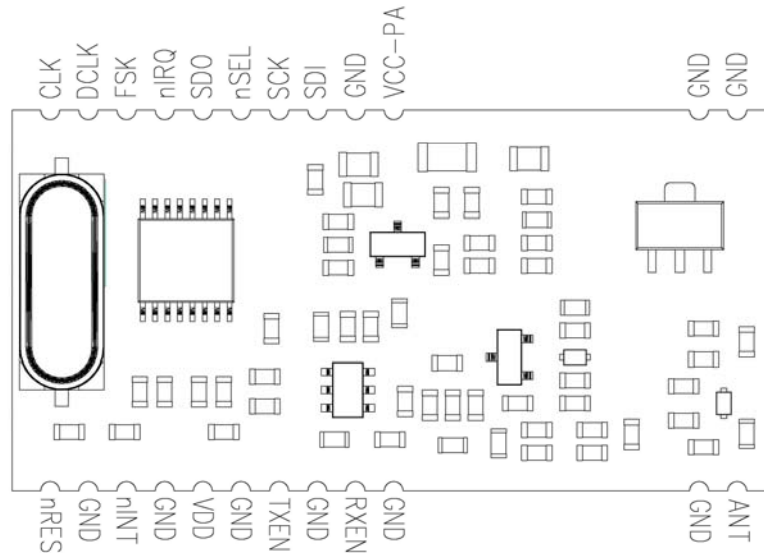 CLK
DCLK
FSK
nIRQ
SDO
nSEL
SCK
SDI
GND
VCC-PA
GND
GND
nRES
GND
nINT
GND
VDD
GND
TXEN
GND
RXEN
GND
GND
ANT